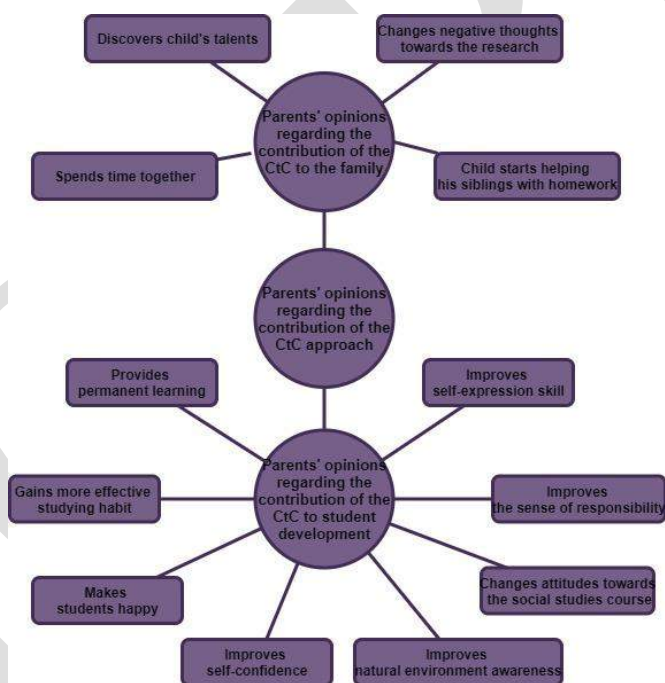 Discovers child's talents
Changes negative thoughts
towards the research
Parents' opinions
regarding the
contribution of the
CtC to the family
Spends time together
Child starts helping
his siblings with homework
Parents' opinions
regarding the
contribution of the
CtC approach
Provides
permanent learning
Improves
self-expression skill
Parents' opinions
regarding the
contribution of the
CtC to student
development
Gains more effective
studying habit
Improves
the sense of responsibility
Makes
students happy
Changes attitudes towards
the social studies course
Improves
self-confidence
Improves
natural environment awareness